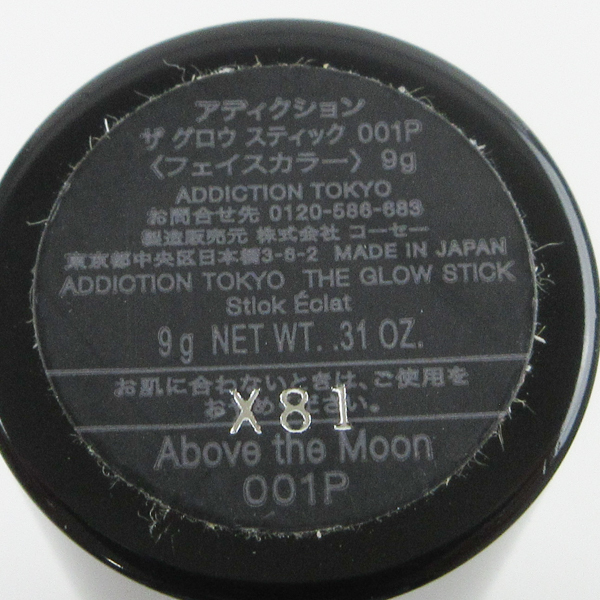 アディクション
ザ グロウ スティック 001P
〈フェイスカラー〉 9g
ADDICTION TOKYO
お問合せ先 0120-586-683
製造販売元 株式会社 コーセー
東京都中央区日本橋3-6-2 MADE IN JAPAN
ADDICTION TOKYO THE GLOW STICK
Stick Éclat
9g NET WT. .31 OZ.
お肌に合わないときは、ご使用を
おやめください。
X81
Above the Moon
001P